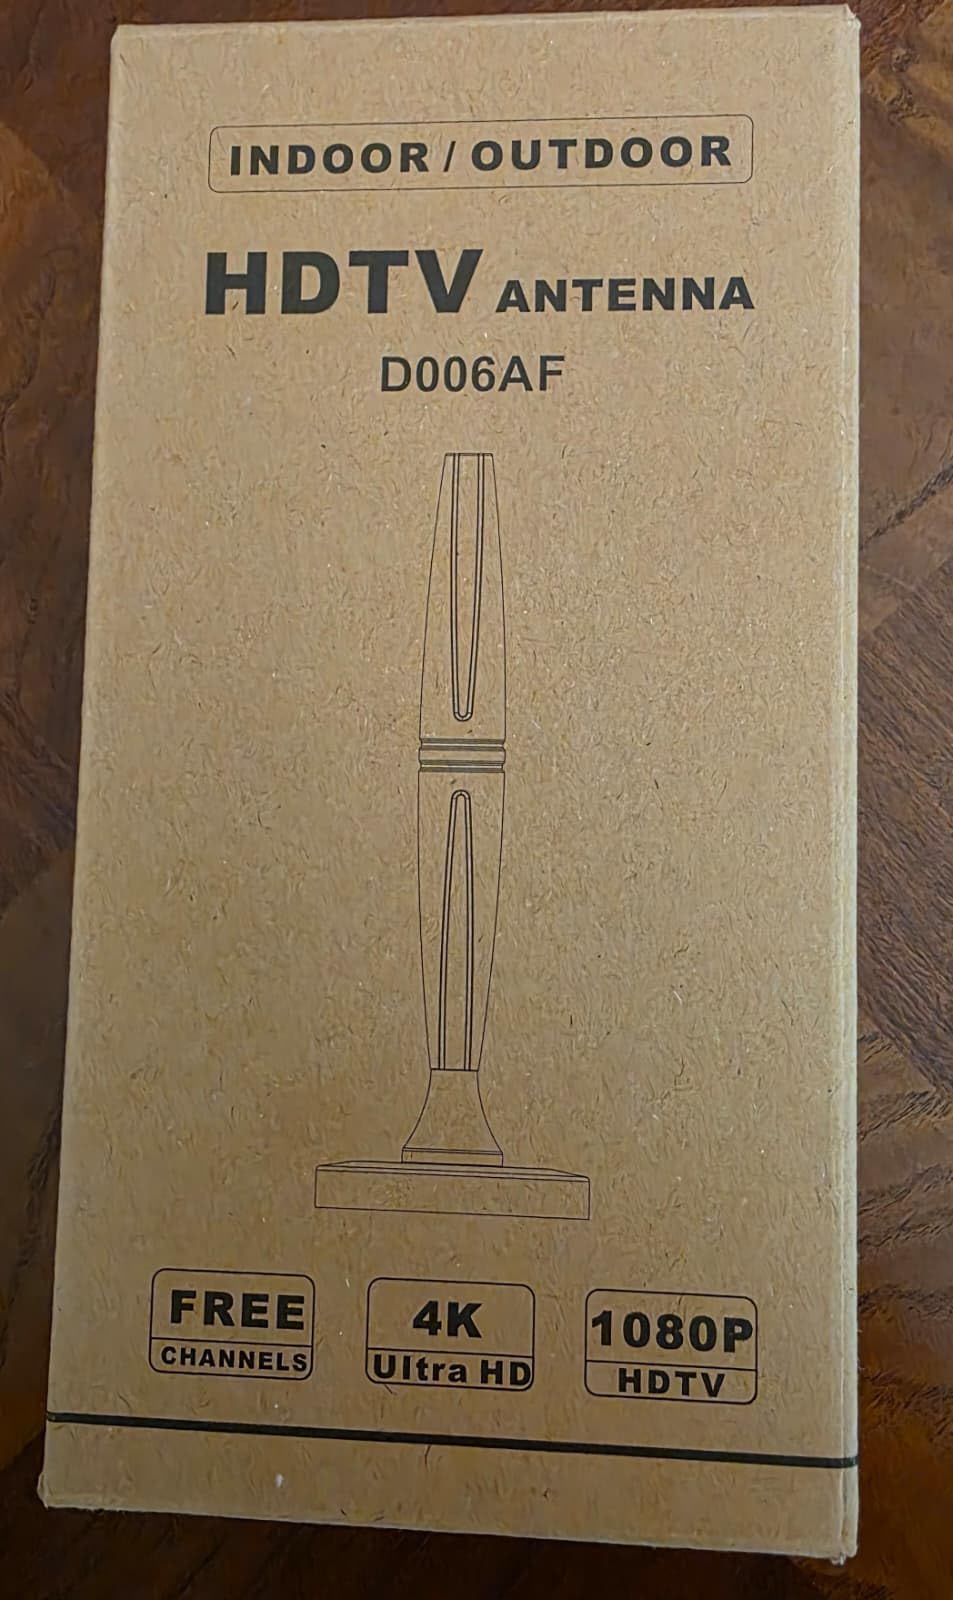 INDOOR / OUTDOOR
HDTV ANTENNA
D006AF
FREE
CHANNELS
4K
Ultra HD
1080P
HDTV